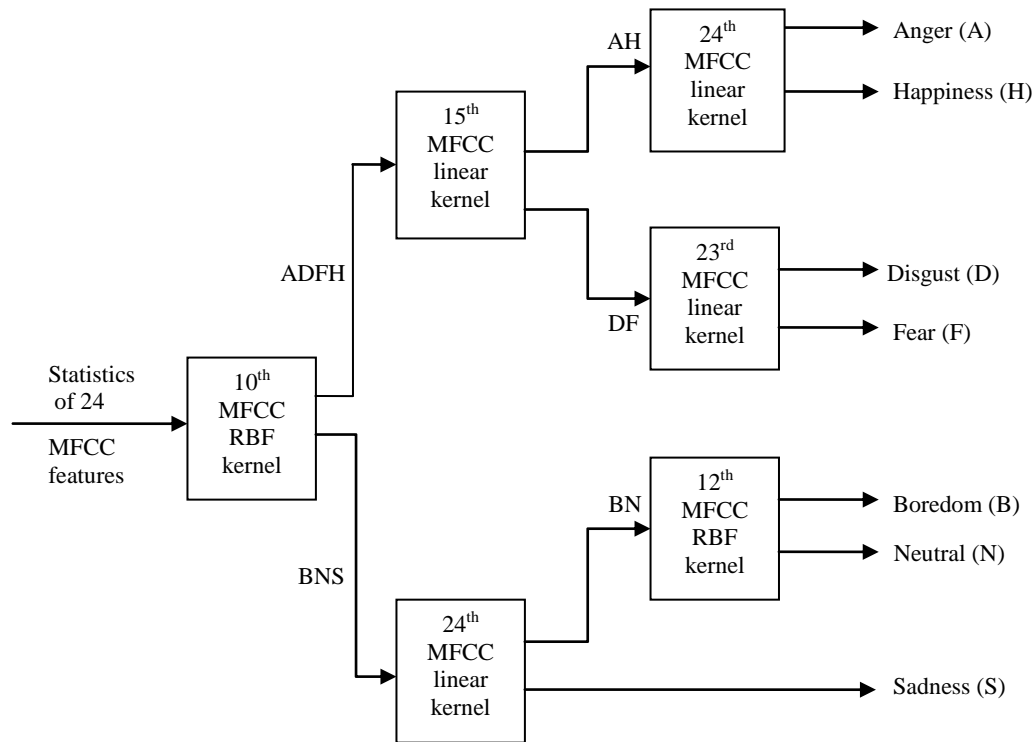 Statistics
of 24
MFCC
features
10th
MFCC
RBF
kernel
ADFH
BNS
15th
MFCC
linear
kernel
AH
DF
24th
MFCC
linear
kernel
Anger (A)
Happiness (H)
23rd
MFCC
linear
kernel
Disgust (D)
Fear (F)
24th
MFCC
linear
kernel
BN
12th
MFCC
RBF
kernel
Boredom (B)
Neutral (N)
Sadness (S)